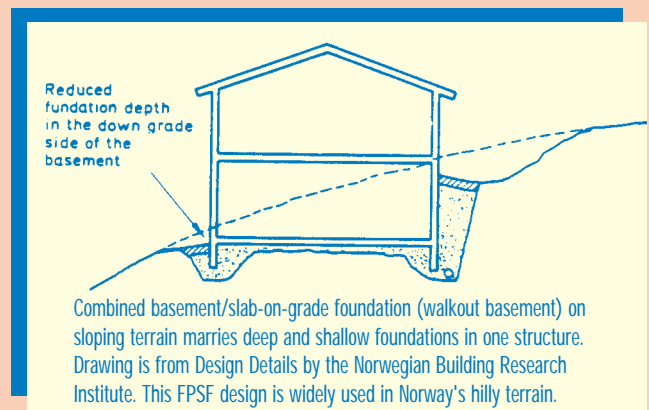 Reduced
fundation depth
in the down grade
side of the
basement
Combined basement/slab-on-grade foundation (walkout basement) on
sloping terrain marries deep and shallow foundations in one structure.
Drawing is from Design Details by the Norwegian Building Research
Institute. This FPSF design is widely used in Norway's hilly terrain.